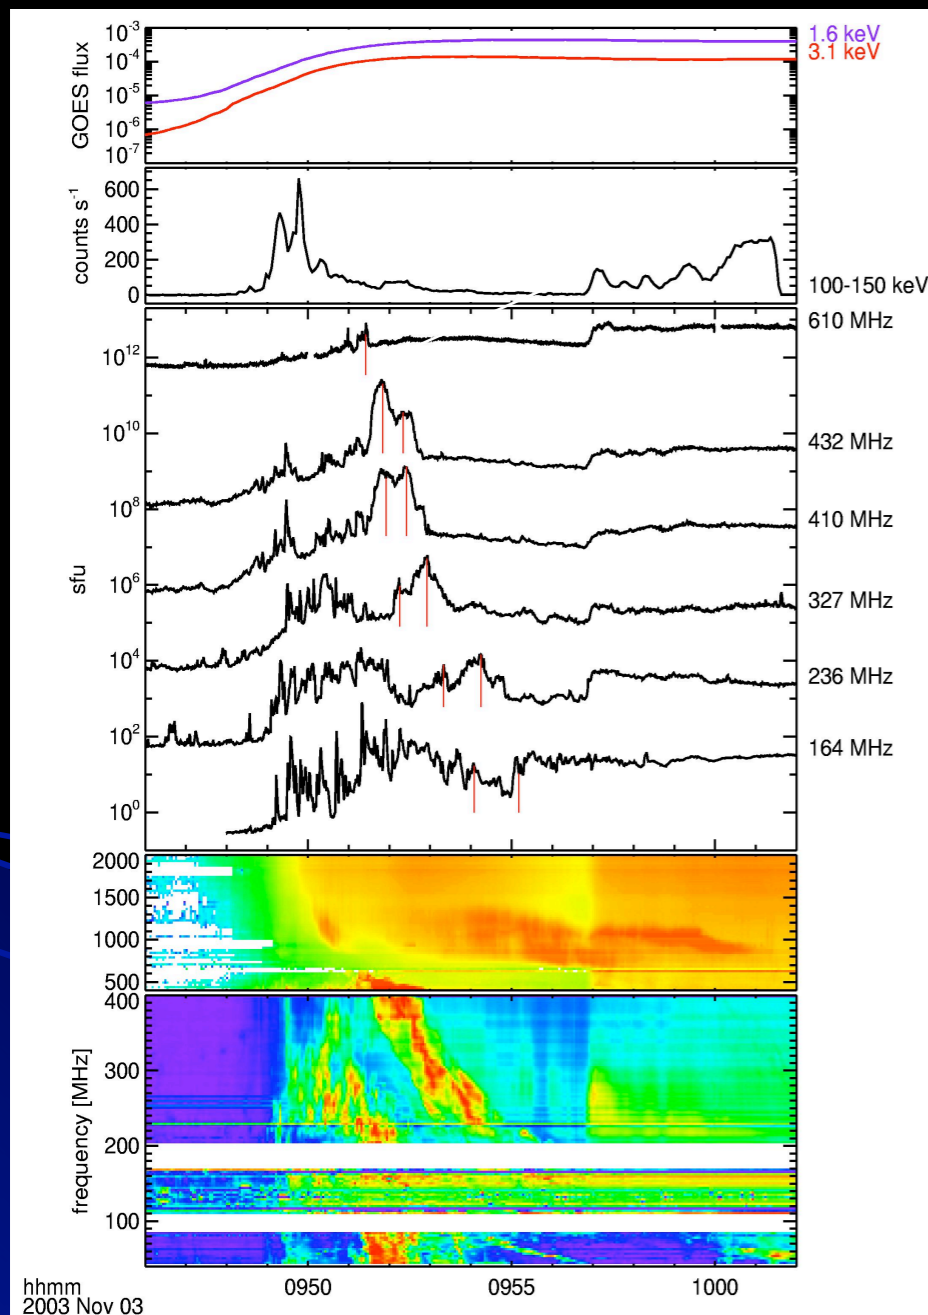 GOES flux
10⁻³
10⁻⁴
10⁻⁵
10⁻⁶
10⁻⁷
1.6 keV
3.1 keV
counts s⁻¹
600
400
200
0
100-150 keV
sfu
10¹²
10¹⁰
10⁸
10⁶
10⁴
10²
10⁰
610 MHz
432 MHz
410 MHz
327 MHz
236 MHz
164 MHz
2000
1500
1000
500
frequency [MHz]
400
300
200
100
0950
0955
1000
hhmm
2003 Nov 03